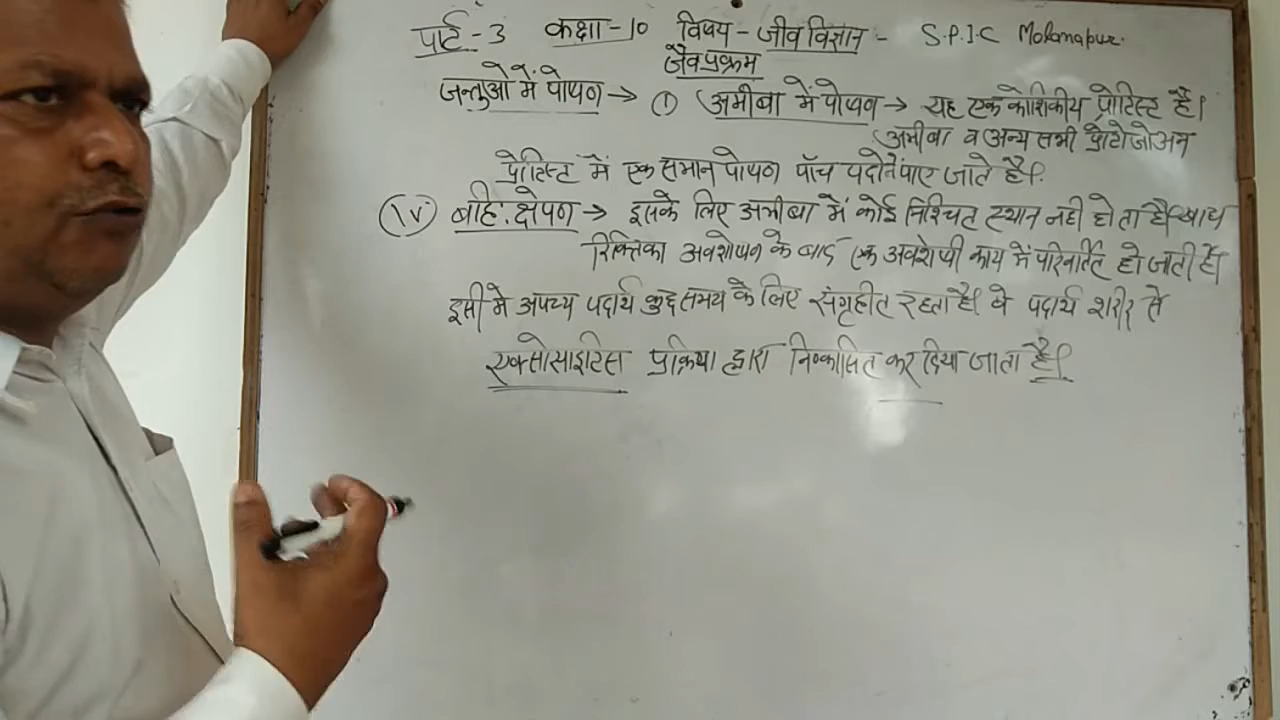 पार्ट-3 कक्षा-10 विषय - जीव विज्ञान - S.P.I.C
जैव प्रक्रम
जन्तुओ में पोषण → ① अमीबा में पोषण → यह एक कोशिकीय प्रोटिस्ट है।
अमीबा व अन्य सभी प्रोटोजोअन
प्रोटिस्ट में एक समान पोषण पाँच पदो में पाए जाते है।
(iv) बहि:क्षेपण → इसके लिए अमीबा में कोई निश्चित स्थान नही होता है। खाद्य
रिक्तिका अवशोषण के बाद एक अवशेषी काय में परिवर्तित हो जाती है।
इसी मे अपच्य पदार्थ कुछ समय के लिए संगृहीत रहता है। ये पदार्थ शरीर से
एक्सोसाइटिस प्रक्रिया द्वारा निष्कासित कर दिया जाता है।